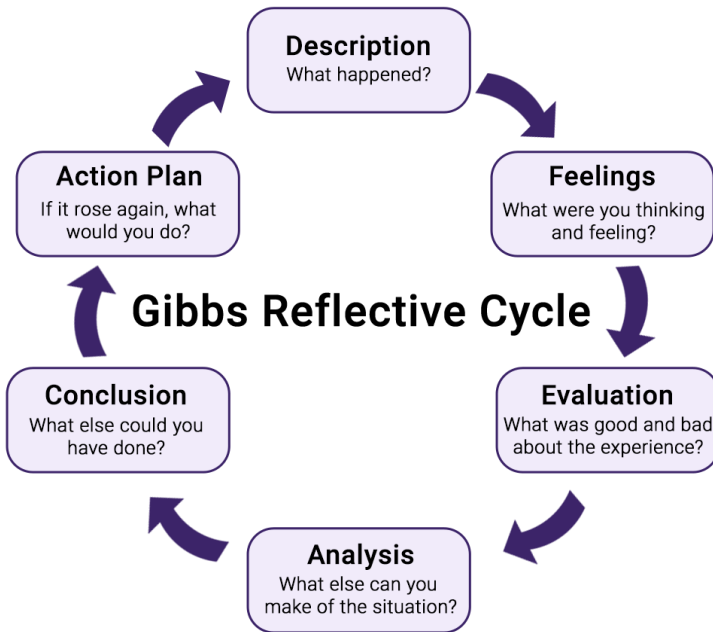 Description
What happened?
Feelings
What were you thinking
and feeling?
Evaluation
What was good and bad
about the experience?
Analysis
What else can you
make of the situation?
Conclusion
What else could you
have done?
Action Plan
If it rose again, what
would you do?
Gibbs Reflective Cycle